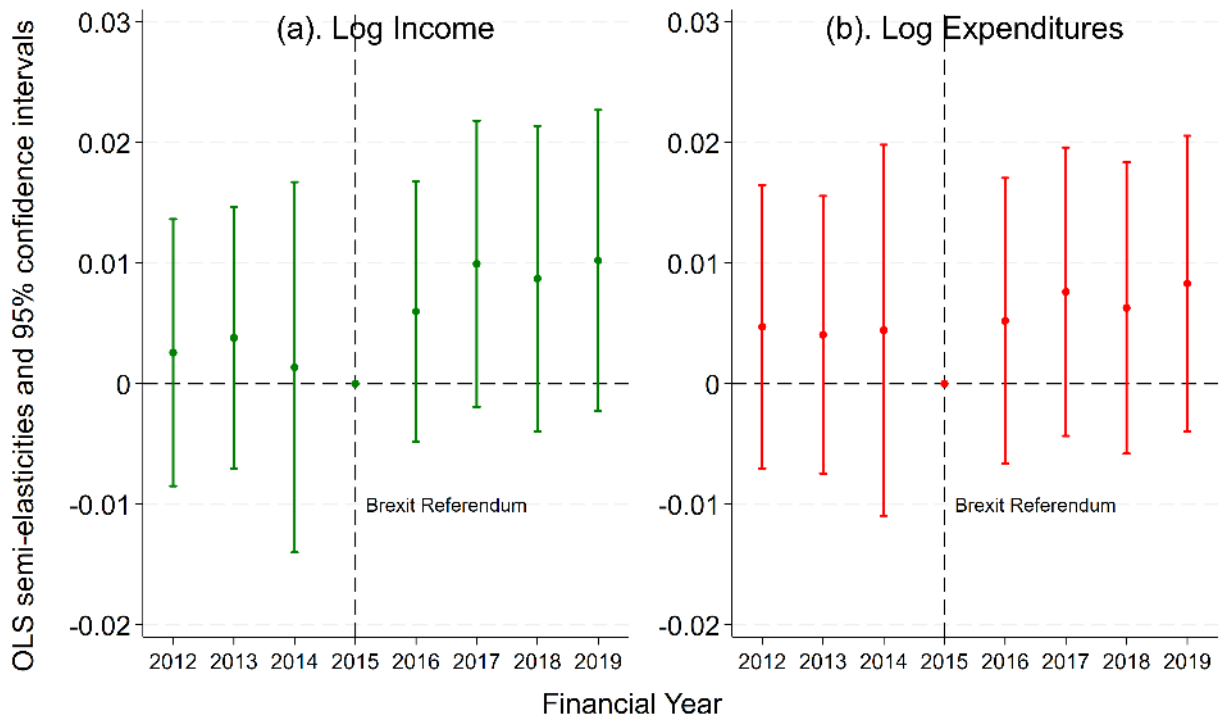 OLS semi-elasticities and 95% confidence intervals
(a). Log Income
0.03
0.02
0.01
0
-0.01
-0.02
Brexit Referendum
2012 2013 2014 2015 2016 2017 2018 2019
(b). Log Expenditures
0.03
0.02
0.01
0
-0.01
-0.02
Brexit Referendum
2012 2013 2014 2015 2016 2017 2018 2019
Financial Year